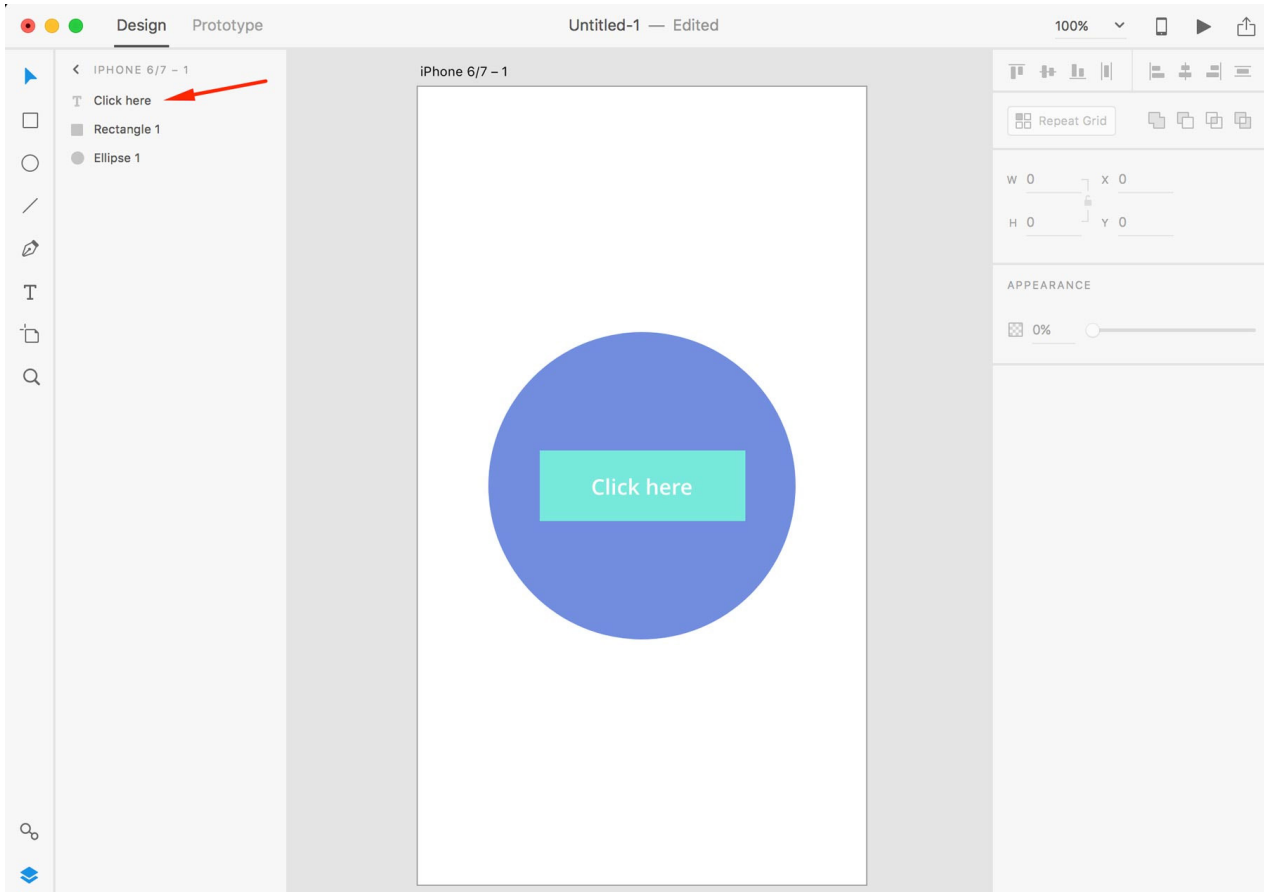 Design Prototype Untitled-1 — Edited 100%
IPHONE 6/7 – 1
T Click here
Rectangle 1
Ellipse 1
T
iPhone 6/7 – 1
Click here
Repeat Grid
W 0 X 0
H 0 Y 0
APPEARANCE
0%